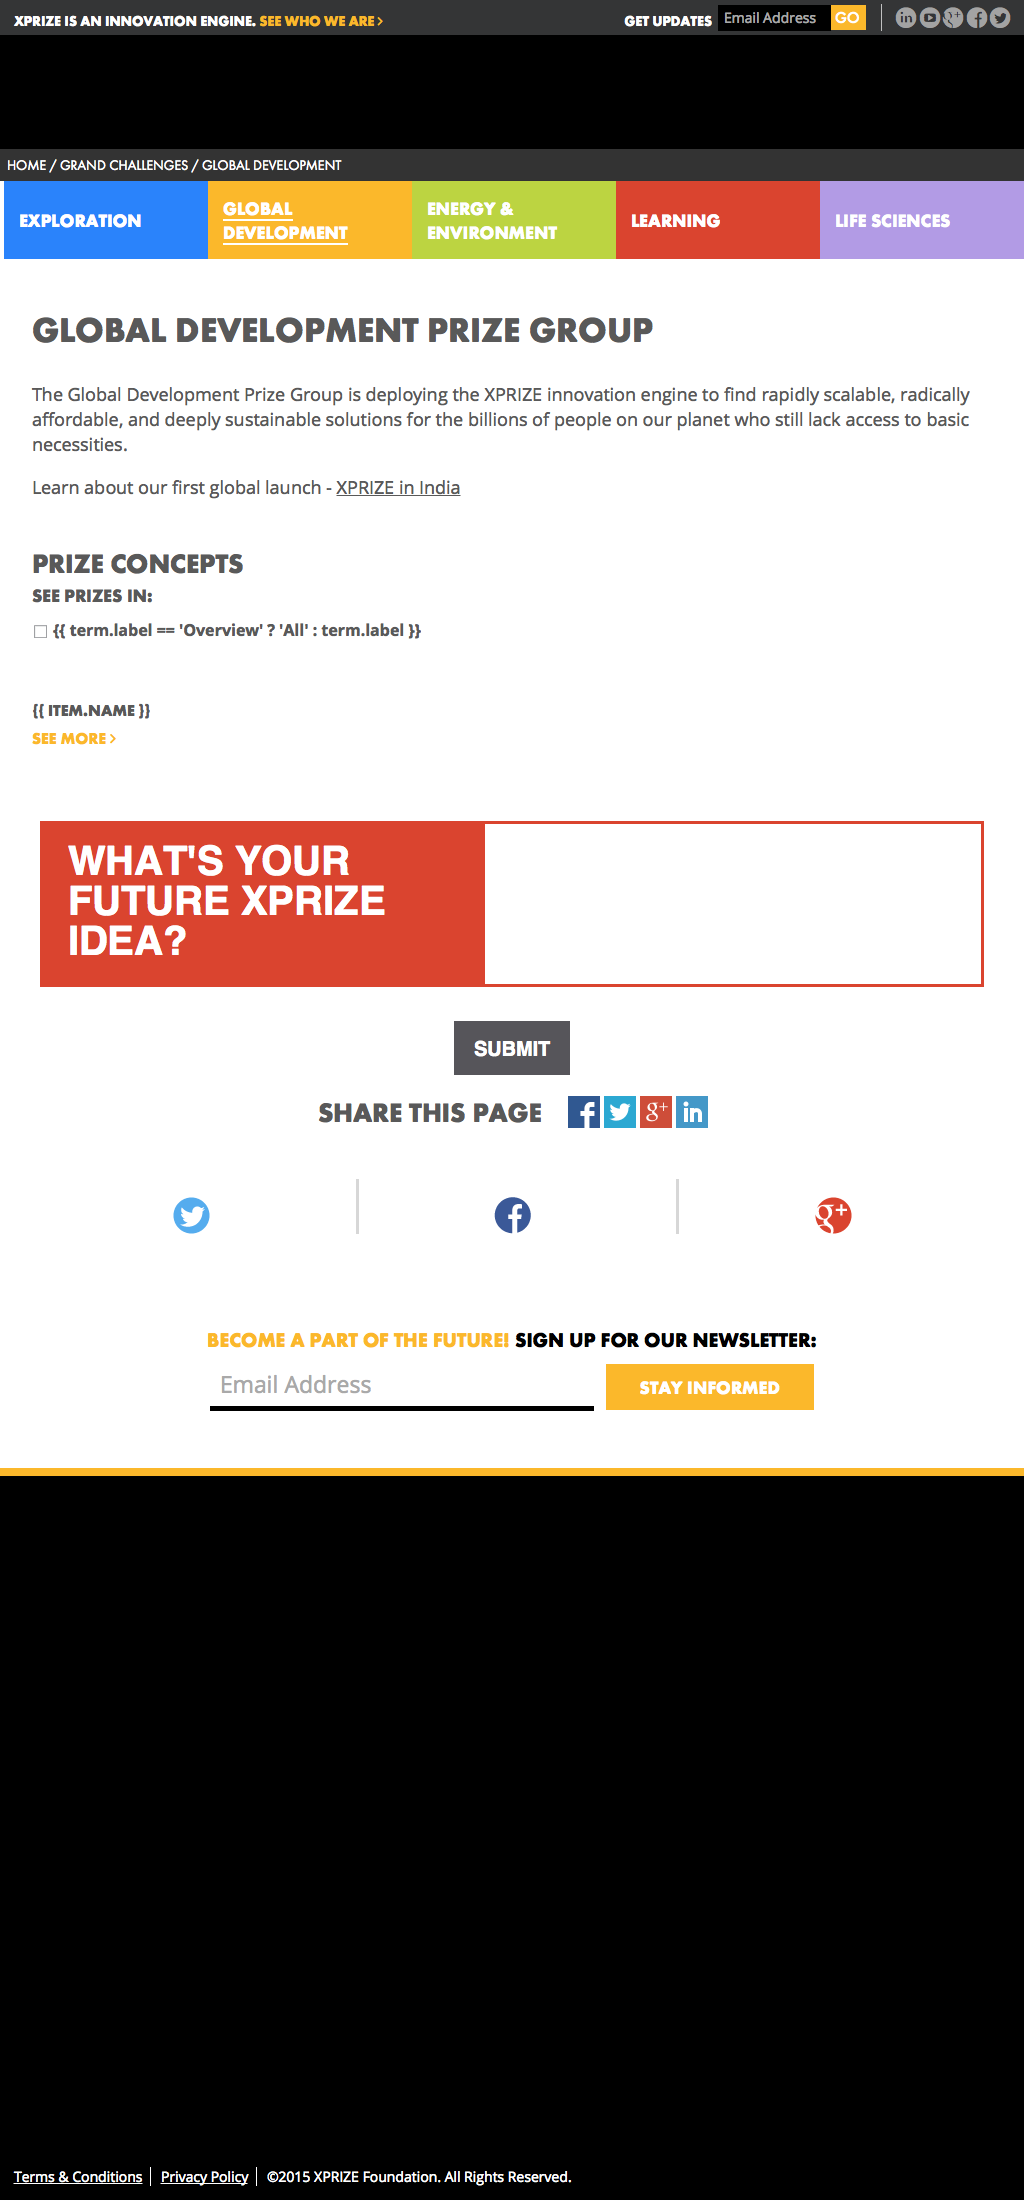 XPRIZE IS AN INNOVATION ENGINE. SEE WHO WE ARE >
GET UPDATES Email Address GO
HOME / GRAND CHALLENGES / GLOBAL DEVELOPMENT
EXPLORATION
GLOBAL
DEVELOPMENT
ENERGY &
ENVIRONMENT
LEARNING
LIFE SCIENCES
GLOBAL DEVELOPMENT PRIZE GROUP
The Global Development Prize Group is deploying the XPRIZE innovation engine to find rapidly scalable, radically
affordable, and deeply sustainable solutions for the billions of people on our planet who still lack access to basic
necessities.
Learn about our first global launch - XPRIZE in India
PRIZE CONCEPTS
SEE PRIZES IN:
{{ term.label == 'Overview' ? 'All' : term.label }}
{{ ITEM.NAME }}
SEE MORE >
WHAT'S YOUR
FUTURE XPRIZE
IDEA?
SUBMIT
SHARE THIS PAGE
BECOME A PART OF THE FUTURE! SIGN UP FOR OUR NEWSLETTER:
Email Address
STAY INFORMED
Terms & Conditions | Privacy Policy | ©2015 XPRIZE Foundation. All Rights Reserved.